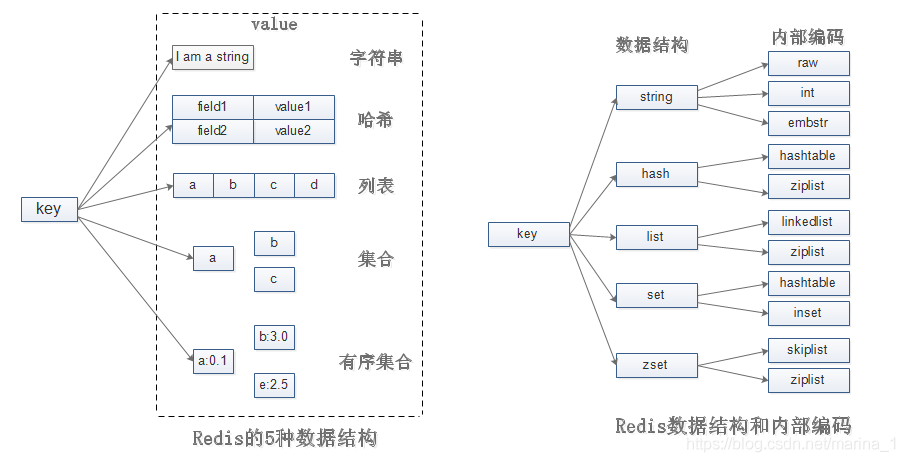 value
I am a string
字符串
field1 value1
field2 value2
哈希
a b c d
列表
key
a
b
c
集合
a:0.1
b:3.0
e:2.5
有序集合
Redis的5种数据结构
数据结构
内部编码
key
string
raw
int
embstr
hash
hashtable
ziplist
list
linkedlist
ziplist
set
hashtable
inset
zset
skiplist
ziplist
Redis数据结构和内部编码
https://blog.csdn.net/marina_1